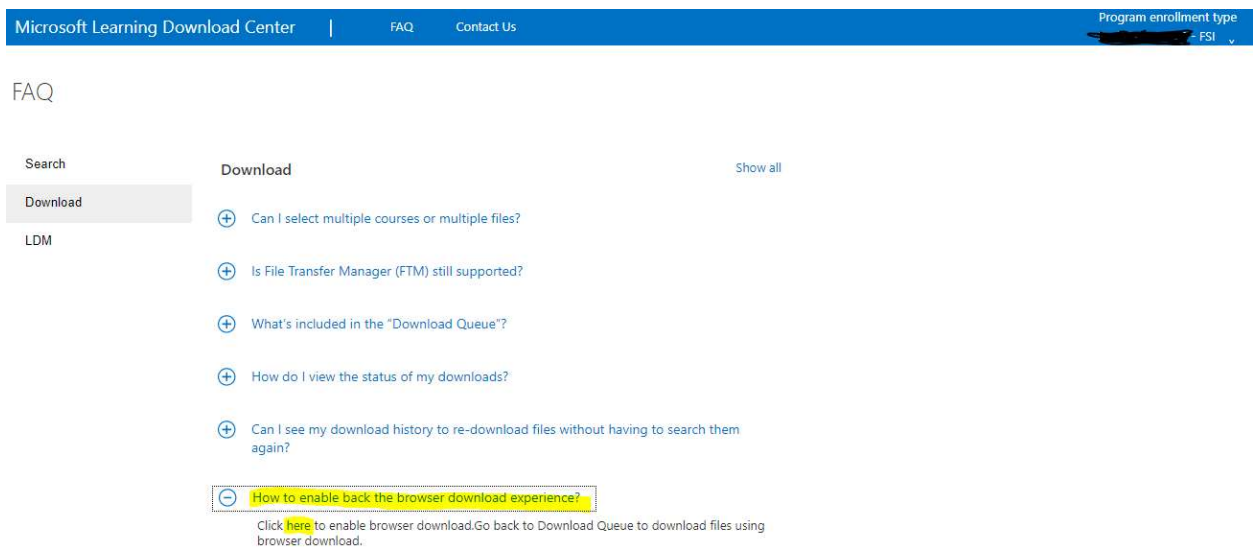 Microsoft Learning Download Center | FAQ Contact Us
Program enrollment type
- FSI
FAQ
Search
Download
LDM
Download Show all
Can I select multiple courses or multiple files?
Is File Transfer Manager (FTM) still supported?
What's included in the "Download Queue"?
How do I view the status of my downloads?
Can I see my download history to re-download files without having to search them
again?
How to enable back the browser download experience?
Click here to enable browser download.Go back to Download Queue to download files using
browser download.